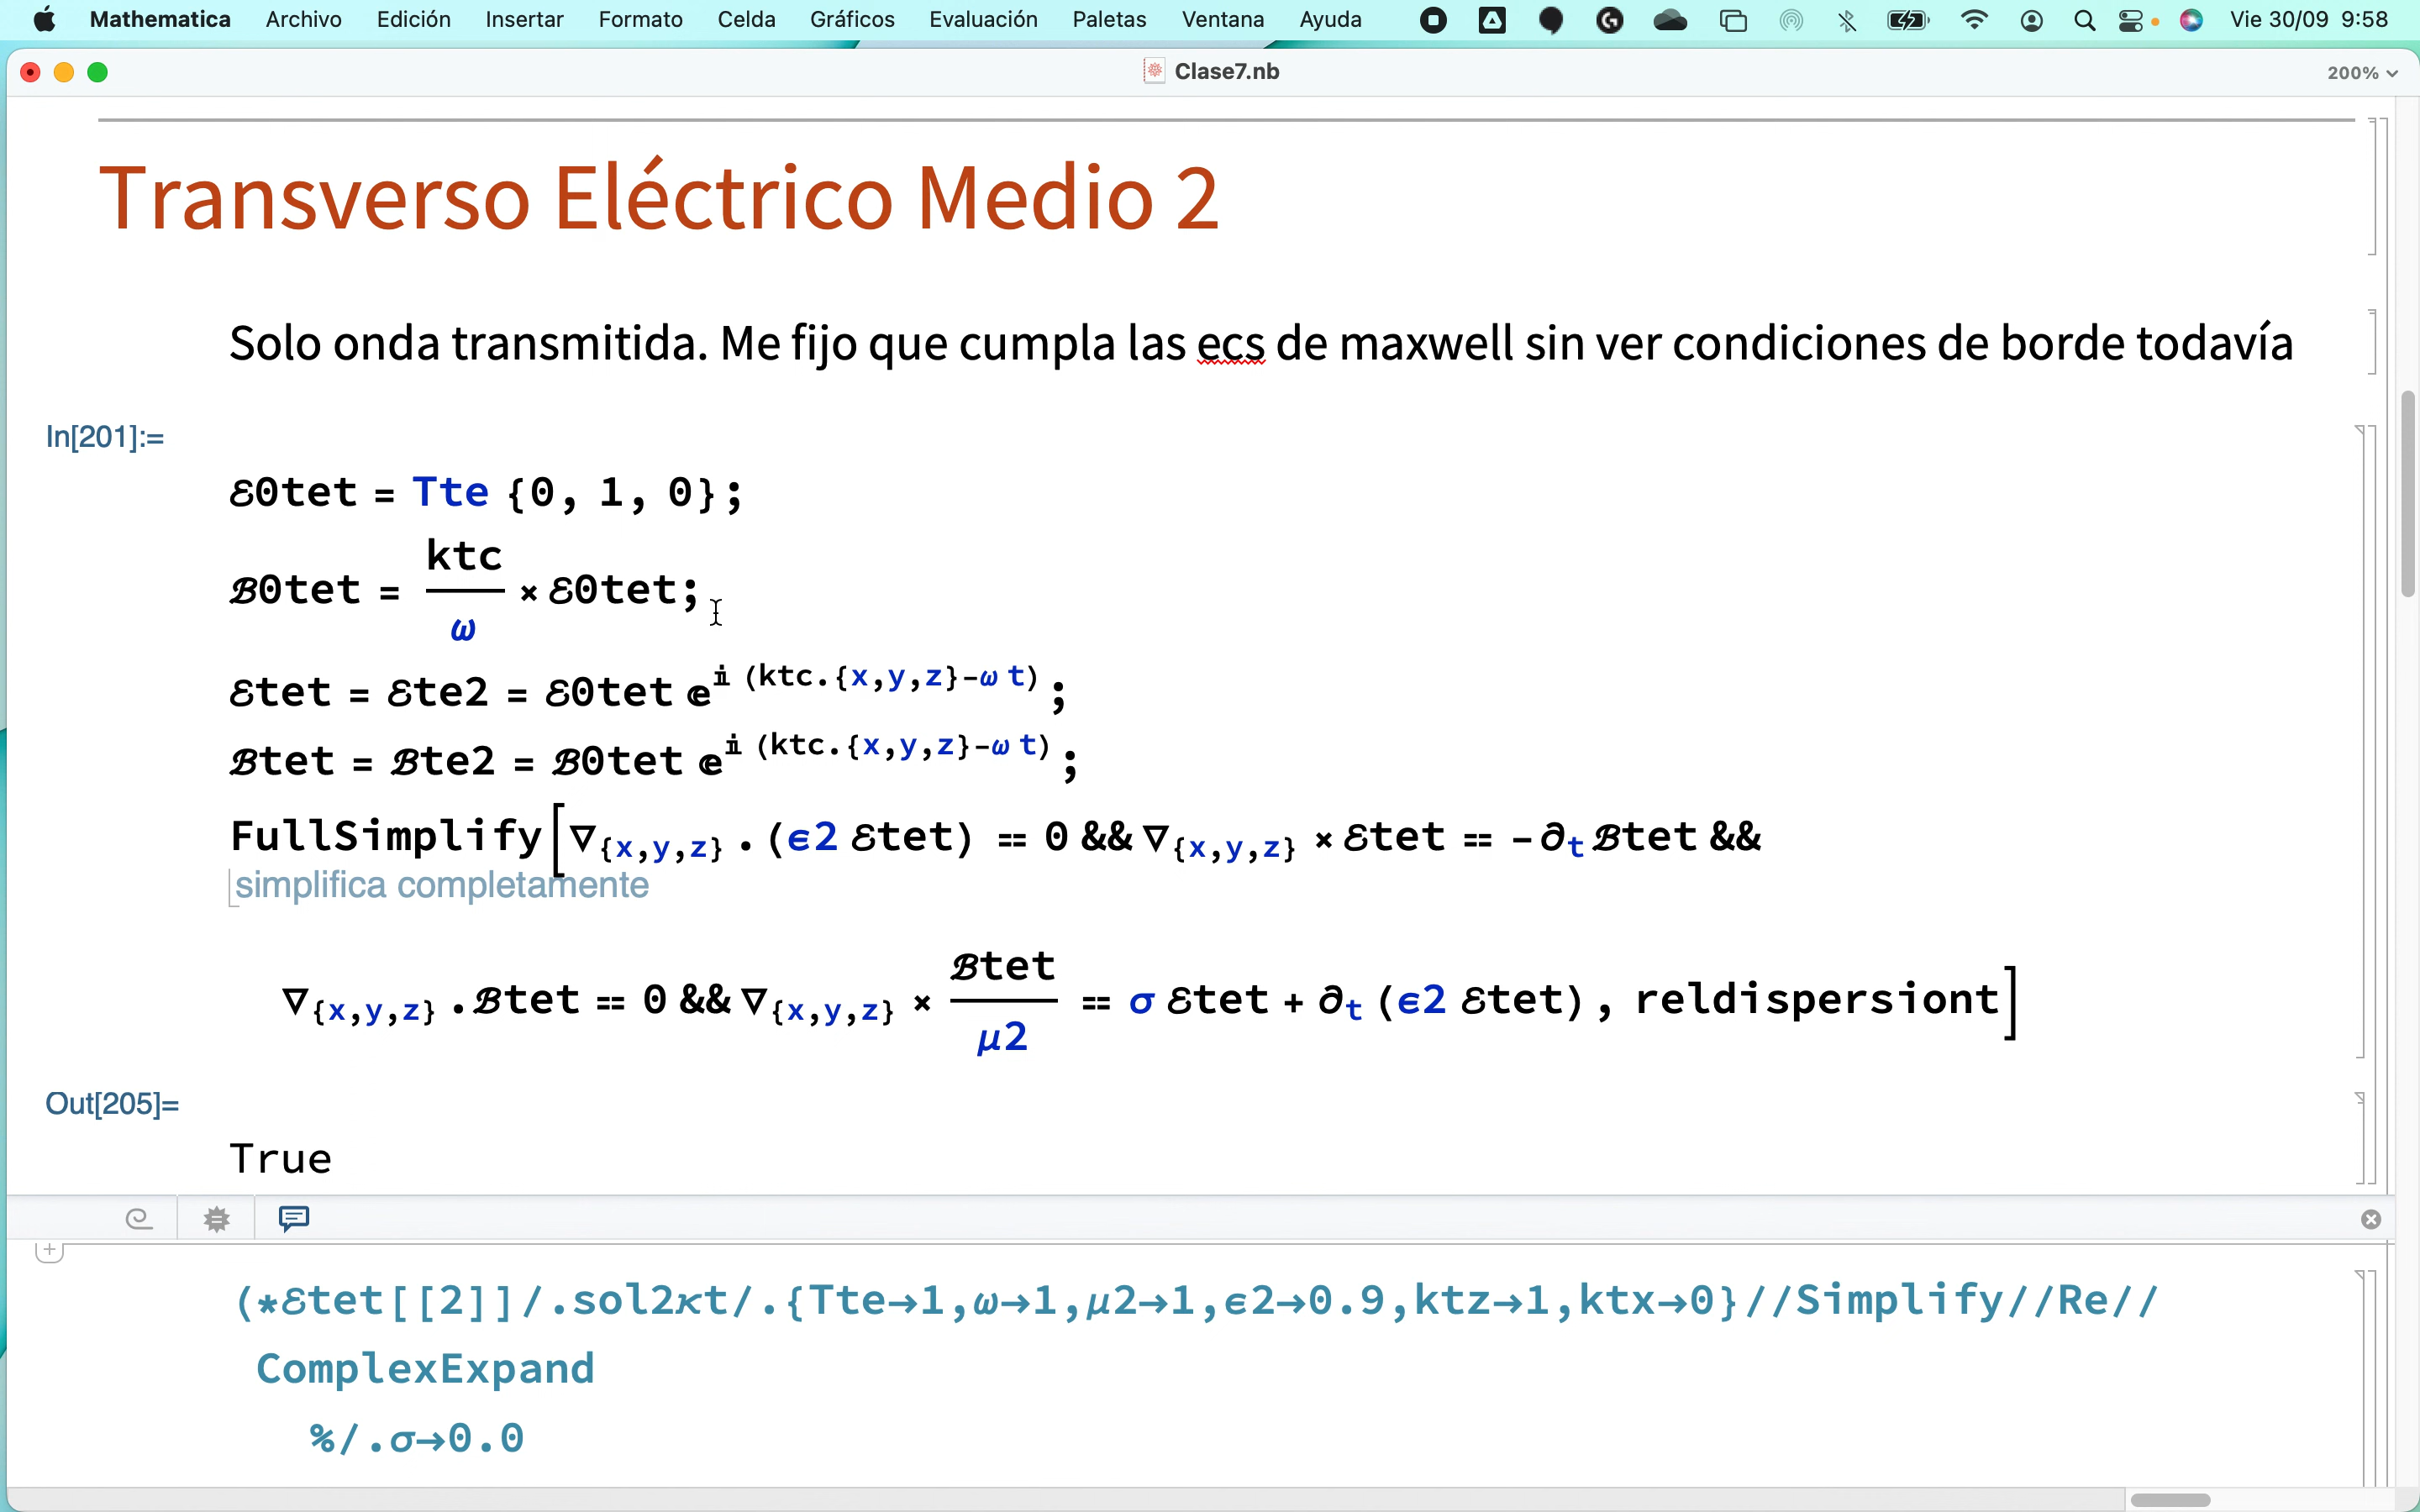 Mathematica Archivo Edición Insertar Formato Celda Gráficos Evaluación Paletas Ventana Ayuda Vie 30/09 9:58
Clase7.nb 200%
Transverso Eléctrico Medio 2
Solo onda transmitida. Me fijo que cumpla las ecs de maxwell sin ver condiciones de borde todavía
In[201]:=
ℰ0tet = Tte {0, 1, 0};
ℬ0tet = ktc/ω × ℰ0tet;
ℰtet = ℰte2 = ℰ0tet ⅇ^ⅈ (ktc.{x,y,z}-ω t);
ℬtet = ℬte2 = ℬ0tet ⅇ^ⅈ (ktc.{x,y,z}-ω t);
FullSimplify[∇{x,y,z} . (ϵ2 ℰtet) == 0 && ∇{x,y,z} × ℰtet == -∂t ℬtet &&
simplifica completamente
∇{x,y,z} . ℬtet == 0 && ∇{x,y,z} × ℬtet/μ2 == σ ℰtet + ∂t (ϵ2 ℰtet), reldispersiont]
Out[205]=
True
(*ℰtet[[2]]/.sol2κt/.{Tte→1,ω→1,μ2→1,ϵ2→0.9,ktz→1,ktx→0}//Simplify//Re//
ComplexExpand
%/.σ→0.0